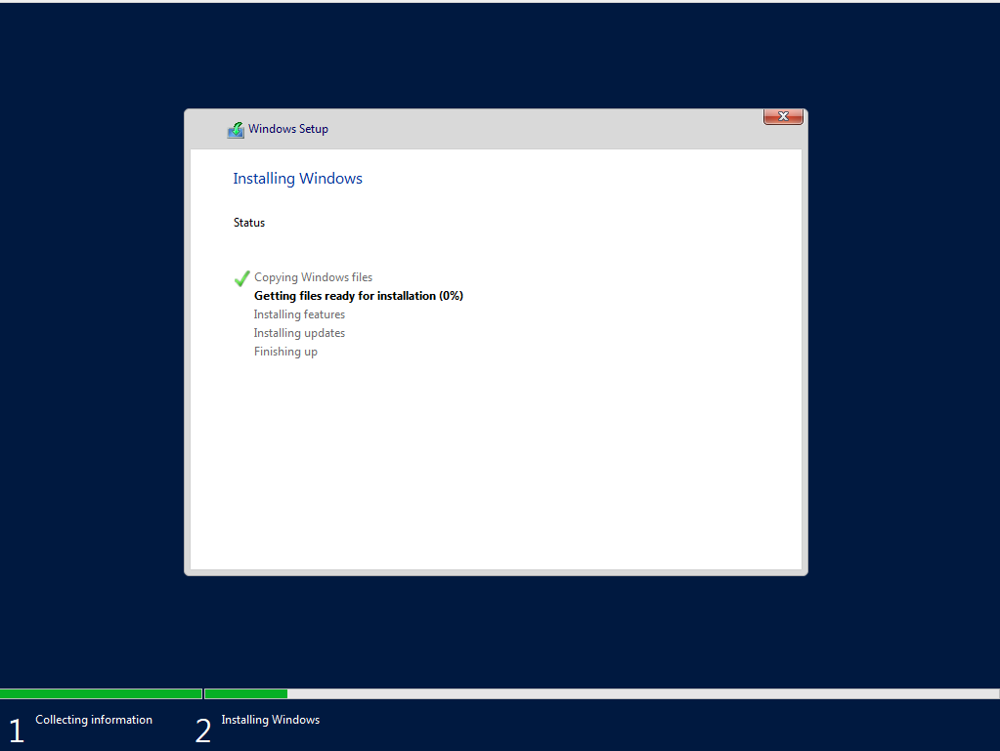 Windows Setup
Installing Windows
Status
Copying Windows files
Getting files ready for installation (0%)
Installing features
Installing updates
Finishing up
1 Collecting information
2 Installing Windows